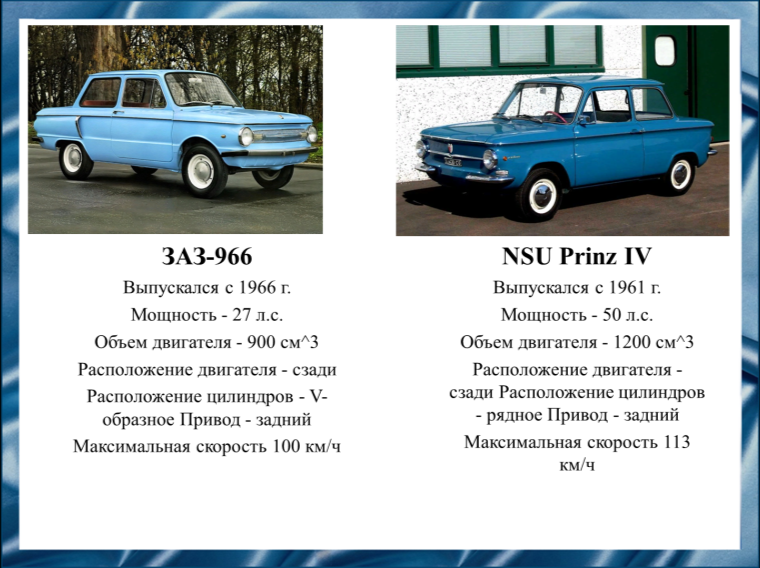 ЗАЗ-966
Выпускался с 1966 г.
Мощность - 27 л.с.
Объем двигателя - 900 см^3
Расположение двигателя - сзади
Расположение цилиндров - V-
образное Привод - задний
Максимальная скорость 100 км/ч
NSU Prinz IV
Выпускался с 1961 г.
Мощность - 50 л.с.
Объем двигателя - 1200 см^3
Расположение двигателя -
сзади Расположение цилиндров
- рядное Привод - задний
Максимальная скорость 113
км/ч